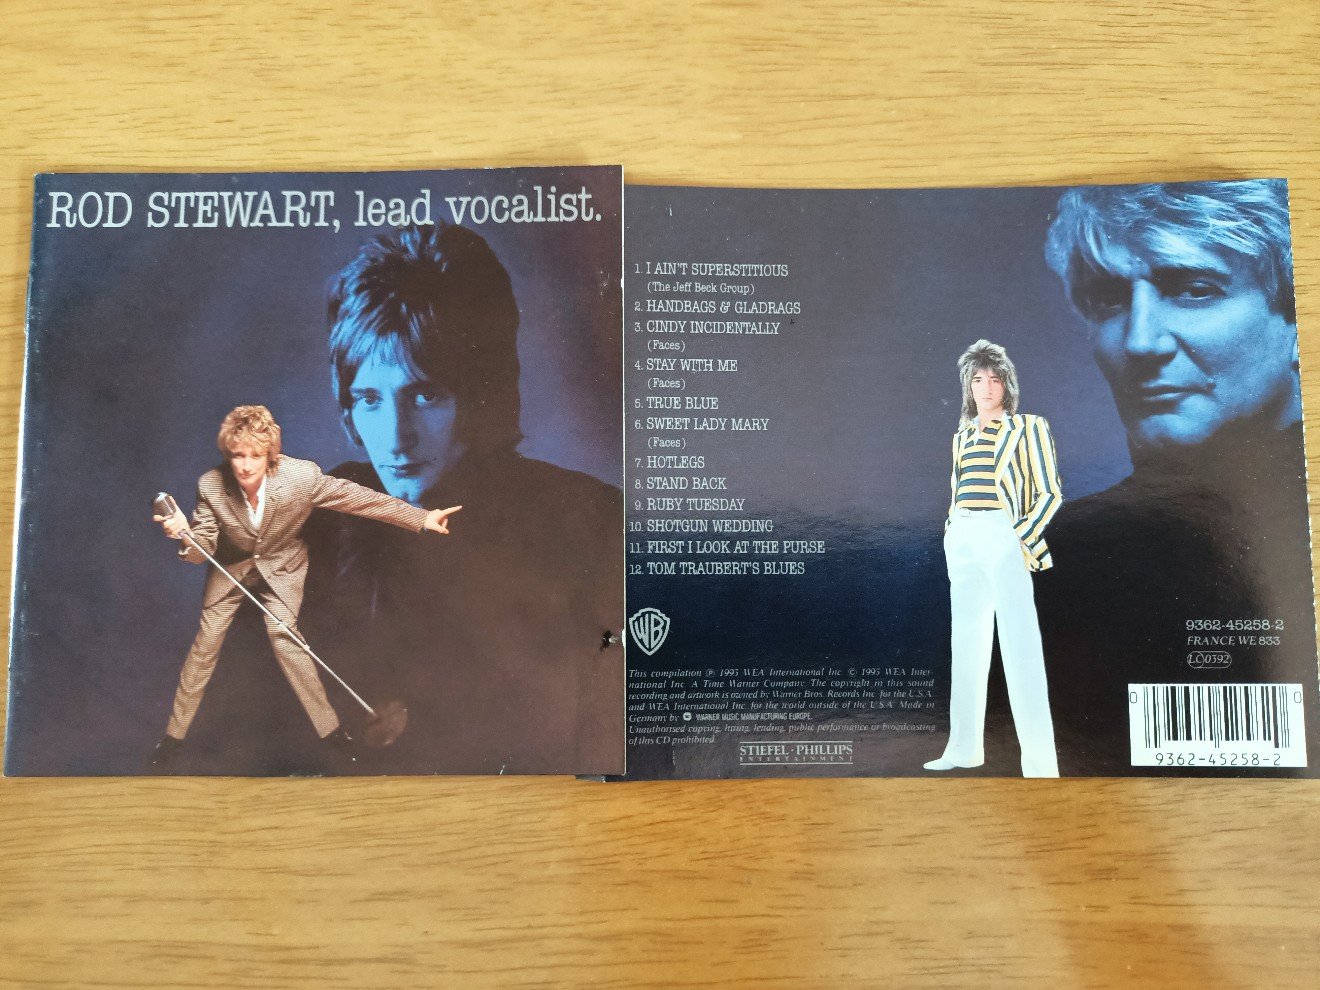 ROD STEWART, lead vocalist.
1. I AIN'T SUPERSTITIOUS
(The Jeff Beck Group)
2. HANDBAGS & GLADRAGS
3. CINDY INCIDENTALLY
(Faces)
4. STAY WITH ME
(Faces)
5. TRUE BLUE
6. SWEET LADY MARY
(Faces)
7. HOTLEGS
8. STAND BACK
9. RUBY TUESDAY
10. SHOTGUN WEDDING
11. FIRST I LOOK AT THE PURSE
12. TOM TRAUBERT'S BLUES
WB
This compilation ℗ 1993 WEA International Inc. © 1993 WEA Inter-
national Inc. A Time Warner Company. The copyright in this sound
recording and artwork is owned by Warner Bros. Records Inc. for the U.S.A.
and WEA International Inc. for the world outside of the U.S.A. Made in
Germany by WARNER MUSIC MANUFACTURING EUROPE.
Unauthorised copying, hiring, lending, public performance or broadcasting
of this CD prohibited.
STIEFEL·PHILLIPS
ENTERTAINMENT
9362-45258-2
FRANCE WE 833
LC0392
0 0
9362-45258-2